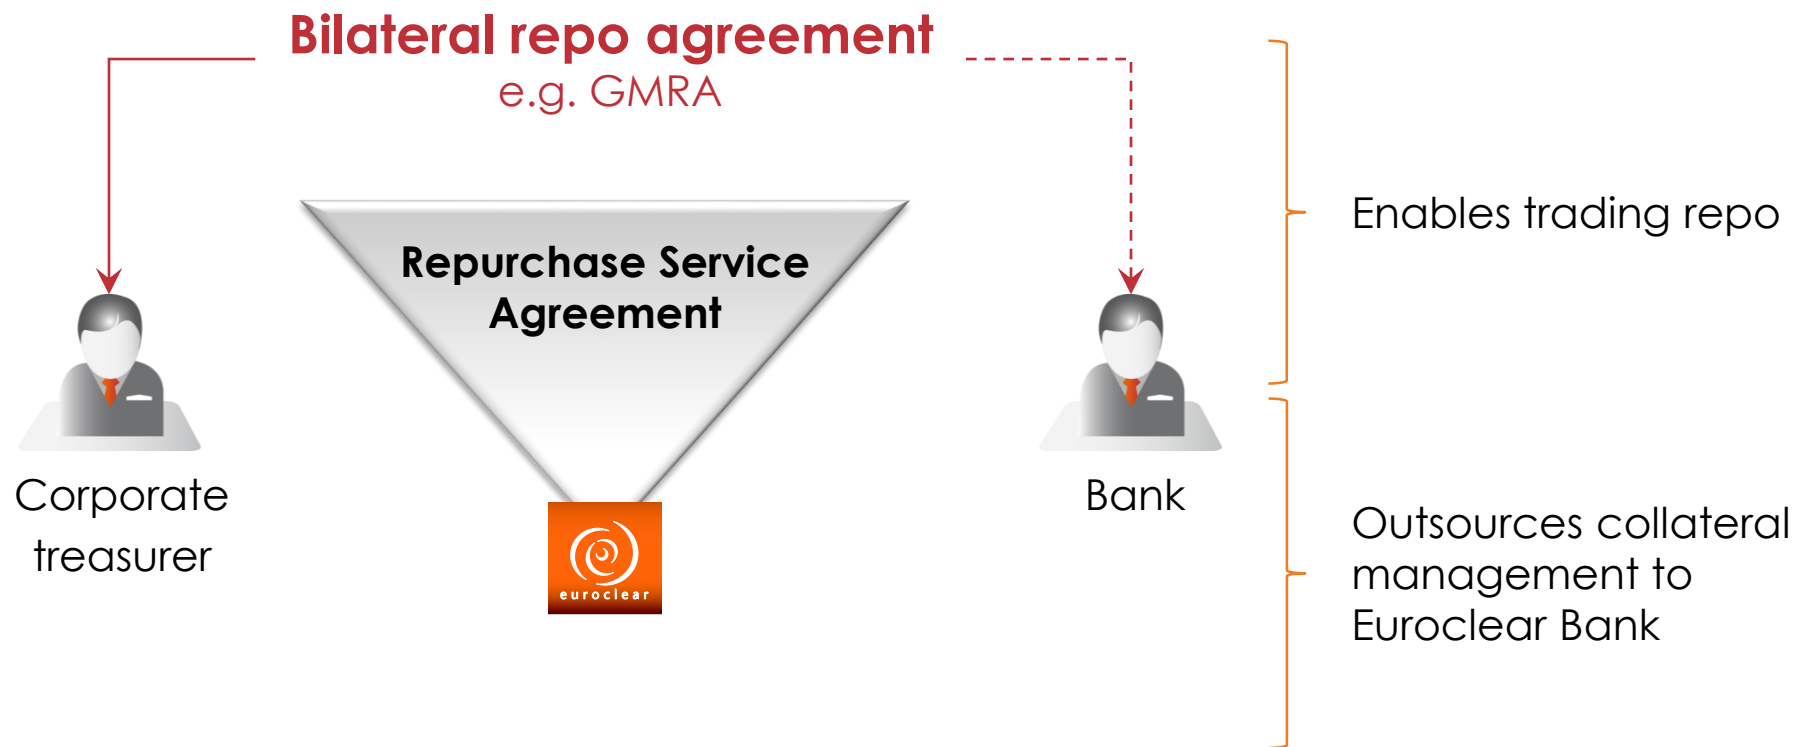 Bilateral repo agreement
e.g. GMRA
Enables trading repo
Repurchase Service
Agreement
Corporate
treasurer
Bank
Outsources collateral
management to
Euroclear Bank
euroclear